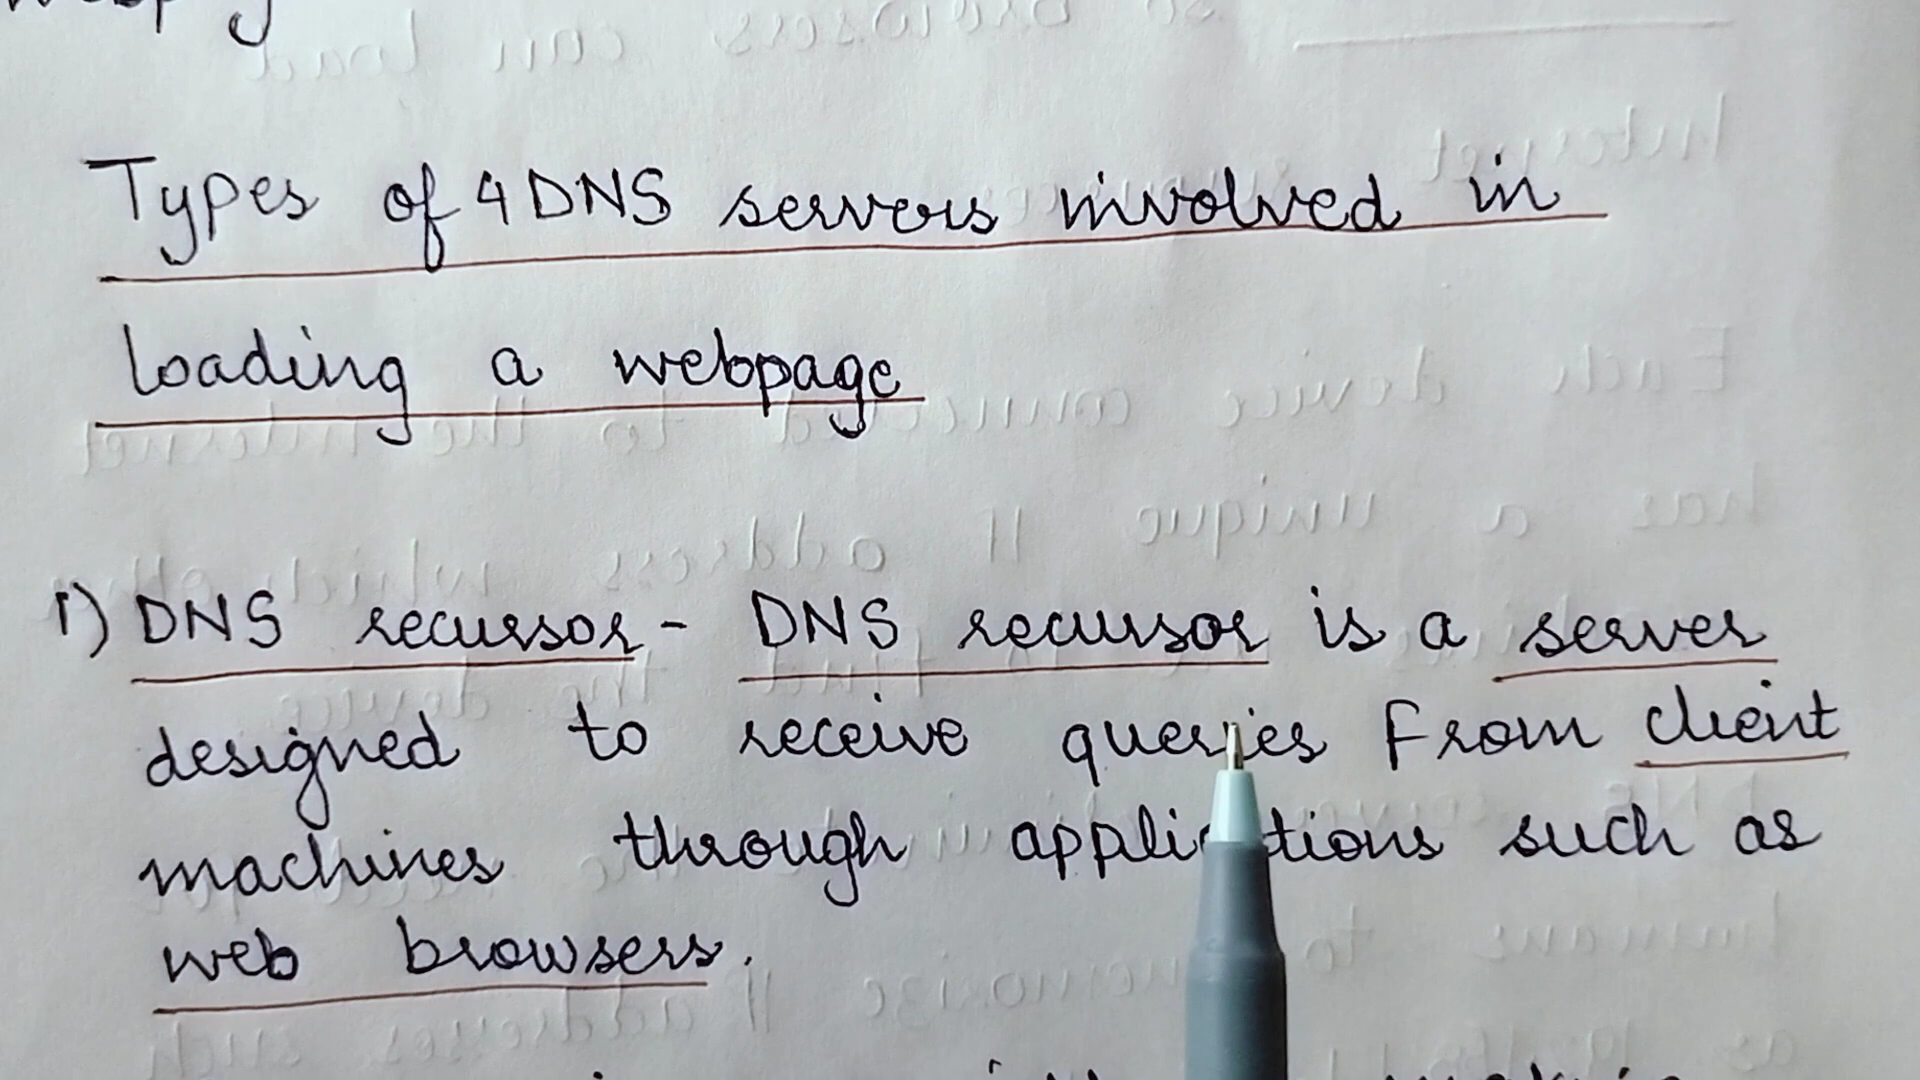 Types of 4 DNS servers involved in
loading a webpage
1) DNS recursor - DNS recursor is a server
designed to receive queries from client
machines through applications such as
web browsers.